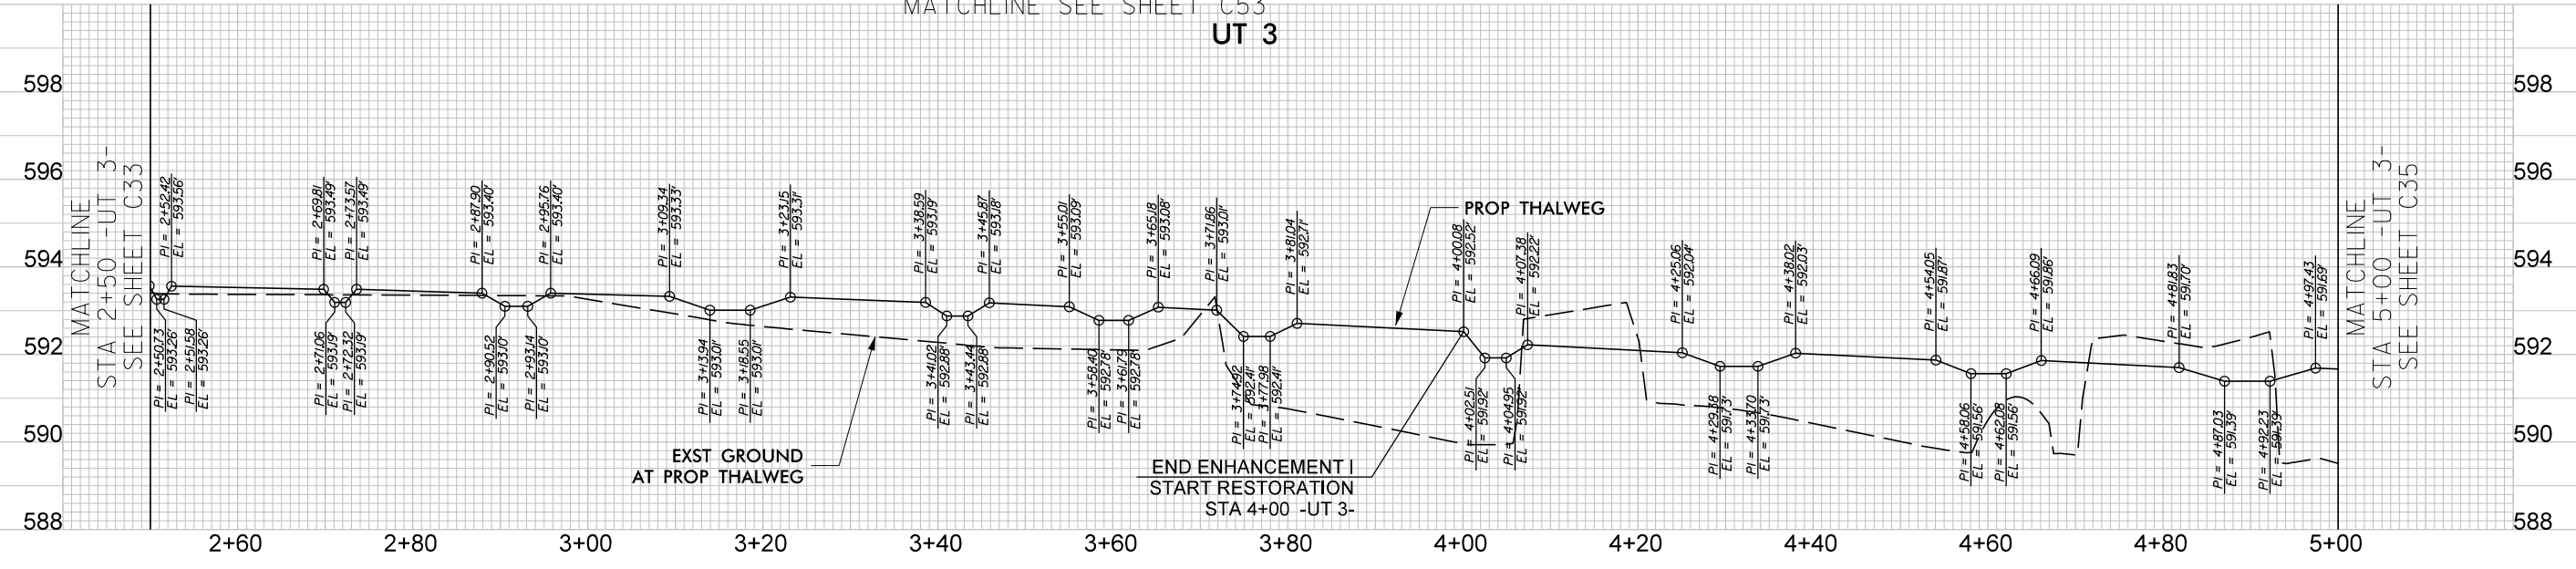 MATCHLINE SEE SHEET C53
UT 3
598
596
594
592
590
588
598
596
594
592
590
588
MATCHLINE
STA 2+50 -UT 3-
SEE SHEET C33
PI = 2+52.42
EL = 593.56'
PI = 2+69.81
EL = 593.49'
PI = 2+73.57
EL = 593.49'
PI = 2+87.90
EL = 593.40'
PI = 2+95.76
EL = 593.40'
PI = 3+09.34
EL = 593.33'
PI = 3+23.15
EL = 593.31'
PI = 3+38.59
EL = 593.19'
PI = 3+45.87
EL = 593.18'
PI = 3+55.01
EL = 593.09'
PI = 3+65.18
EL = 593.08'
PI = 3+71.86
EL = 593.01'
PI = 3+81.04
EL = 592.71'
PROP THALWEG
PI = 4+00.08
EL = 592.52'
PI = 4+07.38
EL = 592.22'
PI = 4+25.06
EL = 592.04'
PI = 4+38.02
EL = 592.03'
PI = 4+54.05
EL = 591.87'
PI = 4+66.09
EL = 591.86'
PI = 4+81.83
EL = 591.70'
PI = 4+97.43
EL = 591.69'
PI = 2+50.73
EL = 593.26'
PI = 2+51.58
EL = 593.26'
PI = 2+71.06
EL = 593.19'
PI = 2+72.32
EL = 593.19'
PI = 2+90.52
EL = 593.10'
PI = 2+93.14
EL = 593.10'
PI = 3+13.94
EL = 593.01'
PI = 3+18.55
EL = 593.01'
PI = 3+41.02
EL = 592.88'
PI = 3+43.44
EL = 592.88'
PI = 3+58.40
EL = 592.78'
PI = 3+61.79
EL = 592.78'
PI = 3+74.92
EL = 592.41'
PI = 3+77.98
EL = 592.41'
PI = 4+02.51
EL = 591.92'
PI = 4+04.95
EL = 591.92'
PI = 4+29.38
EL = 591.73'
PI = 4+33.70
EL = 591.73'
PI = 4+58.06
EL = 591.56'
PI = 4+62.08
EL = 591.56'
PI = 4+87.03
EL = 591.39'
PI = 4+92.23
EL = 591.39'
EXST GROUND
AT PROP THALWEG
END ENHANCEMENT I
START RESTORATION
STA 4+00 -UT 3-
MATCHLINE
STA 5+00 -UT 3-
SEE SHEET C35
2+60
2+80
3+00
3+20
3+40
3+60
3+80
4+00
4+20
4+40
4+60
4+80
5+00